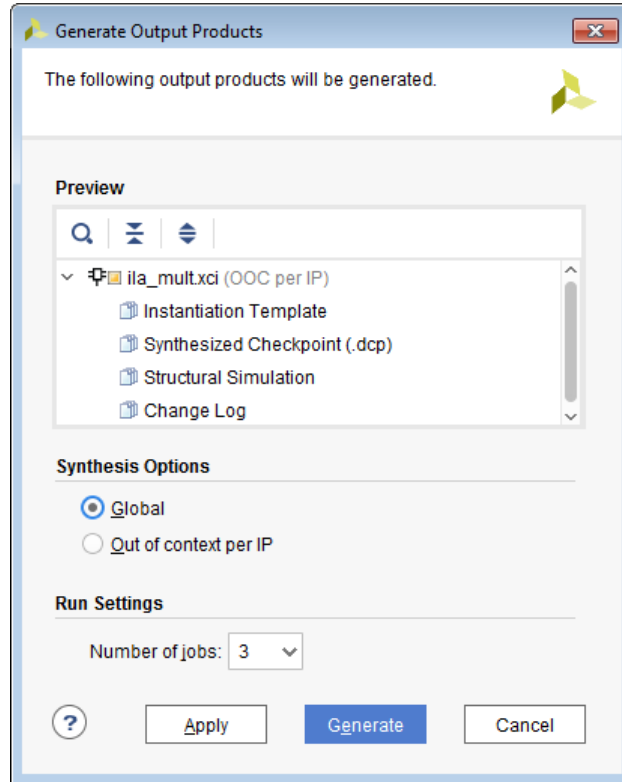 Generate Output Products
The following output products will be generated.
Preview
ila_mult.xci (OOC per IP)
Instantiation Template
Synthesized Checkpoint (.dcp)
Structural Simulation
Change Log
Synthesis Options
Global
Out of context per IP
Run Settings
Number of jobs: 3
? Apply Generate Cancel